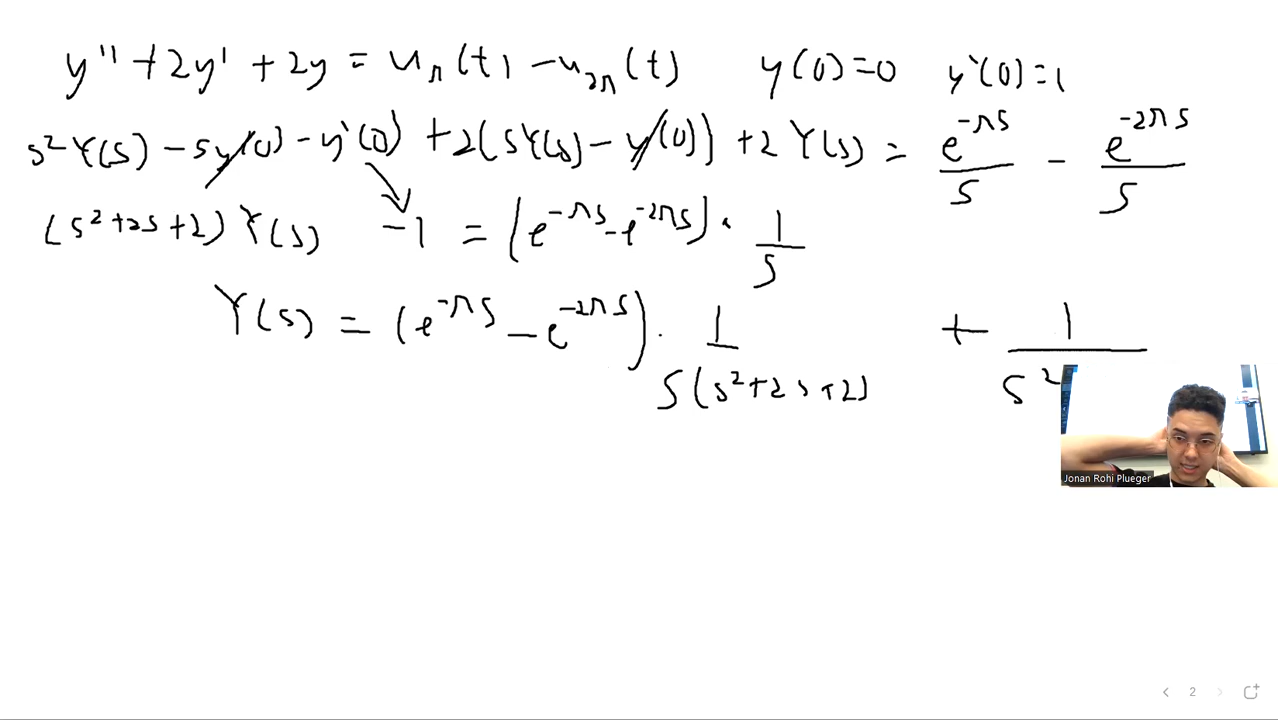 y'' + 2y' + 2y = u_π(t) - u_2π(t)   y(0)=0   y'(0)=1
s²Y(s) - sy(0) - y'(0) + 2(sY(s) - y(0)) + 2Y(s) = e^-πs / s - e^-2πs / s
(s²+2s+2)Y(s) -1 = (e^-πs - e^-2πs) · 1/s
Y(s) = (e^-πs - e^-2πs) · 1 / s(s²+2s+2) + 1 / s²
Jonan Rohi Plueger
2